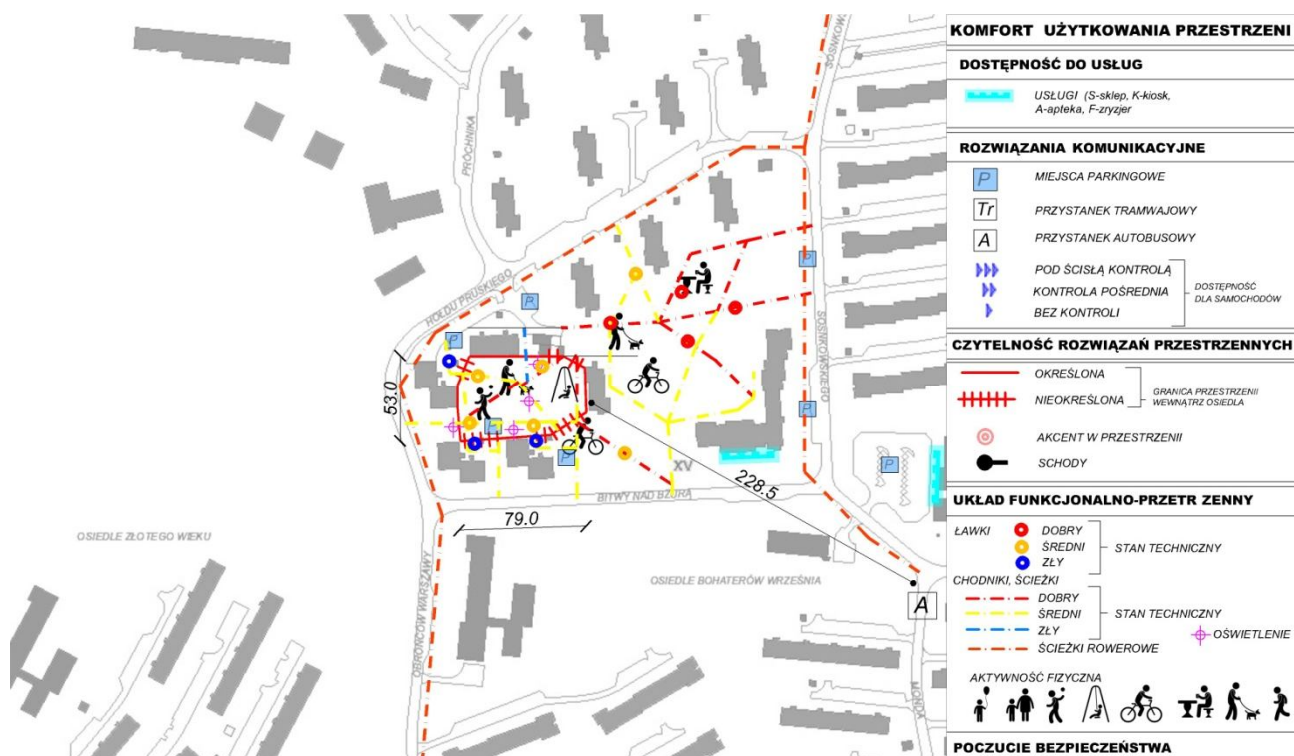 PRÓCHNIKA
HOŁDU PRUSKIEGO
SOSNKOWSKIEGO
P
P
P
P
P
P
P
53.0
XV
228.5
BITWY NAD BZURĄ
79.0
OSIEDLE ZŁOTEGO WIEKU
OSIEDLE BOHATERÓW WRZEŚNIA
OBROŃCÓW WARSZAWY
A
KOMFORT UŻYTKOWANIA PRZESTRZENI
DOSTĘPNOŚĆ DO USŁUG
USŁUGI (S-sklep, K-kiosk,
A-apteka, F-zryzjer
ROZWIĄZANIA KOMUNIKACYJNE
P MIEJSCA PARKINGOWE
Tr PRZYSTANEK TRAMWAJOWY
A PRZYSTANEK AUTOBUSOWY
POD ŚCISŁĄ KONTROLĄ
KONTROLA POŚREDNIA
BEZ KONTROLI
DOSTĘPNOŚĆ
DLA SAMOCHODÓW
CZYTELNOŚĆ ROZWIĄZAŃ PRZESTRZENNYCH
OKREŚLONA
NIEOKREŚLONA
GRANICA PRZESTRZENII
WEWNĄTRZ OSIEDLA
AKCENT W PRZESTRZENII
SCHODY
UKŁAD FUNKCJONALNO-PRZETR ZENNY
ŁAWKI
DOBRY
ŚREDNI
ZŁY
STAN TECHNICZNY
CHODNIKI, ŚCIEŻKI
DOBRY
ŚREDNI
ZŁY
STAN TECHNICZNY
OŚWIETLENIE
ŚCIEŻKI ROWEROWE
AKTYWNOŚĆ FIZYCZNA
POCZUCIE BEZPIECZEŃSTWA